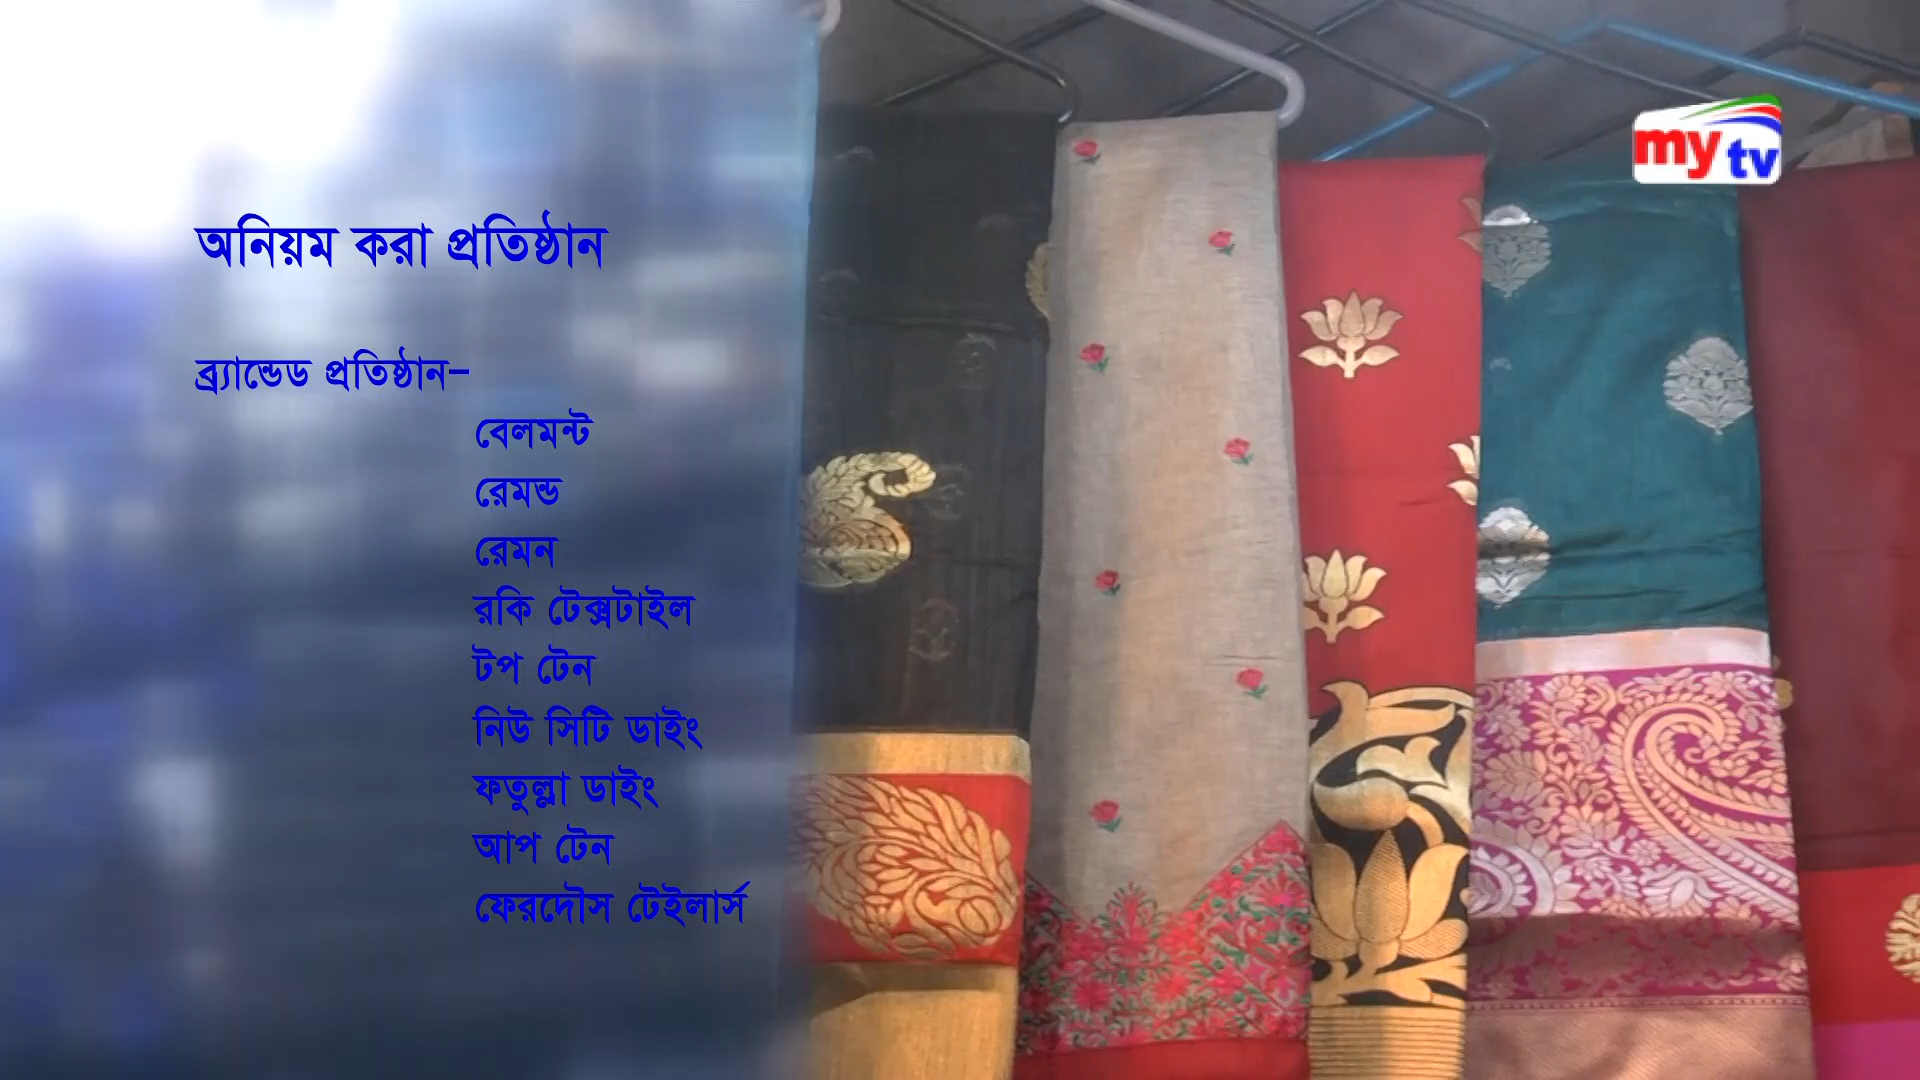 my tv
অনিয়ম করা প্রতিষ্ঠান
ব্র্যান্ডেড প্রতিষ্ঠান-
বেলমন্ট
রেমন্ড
রেমন
রকি টেক্সটাইল
টপ টেন
নিউ সিটি ডাইং
ফতুল্লা ডাইং
আপ টেন
ফেরদৌস টেইলার্স